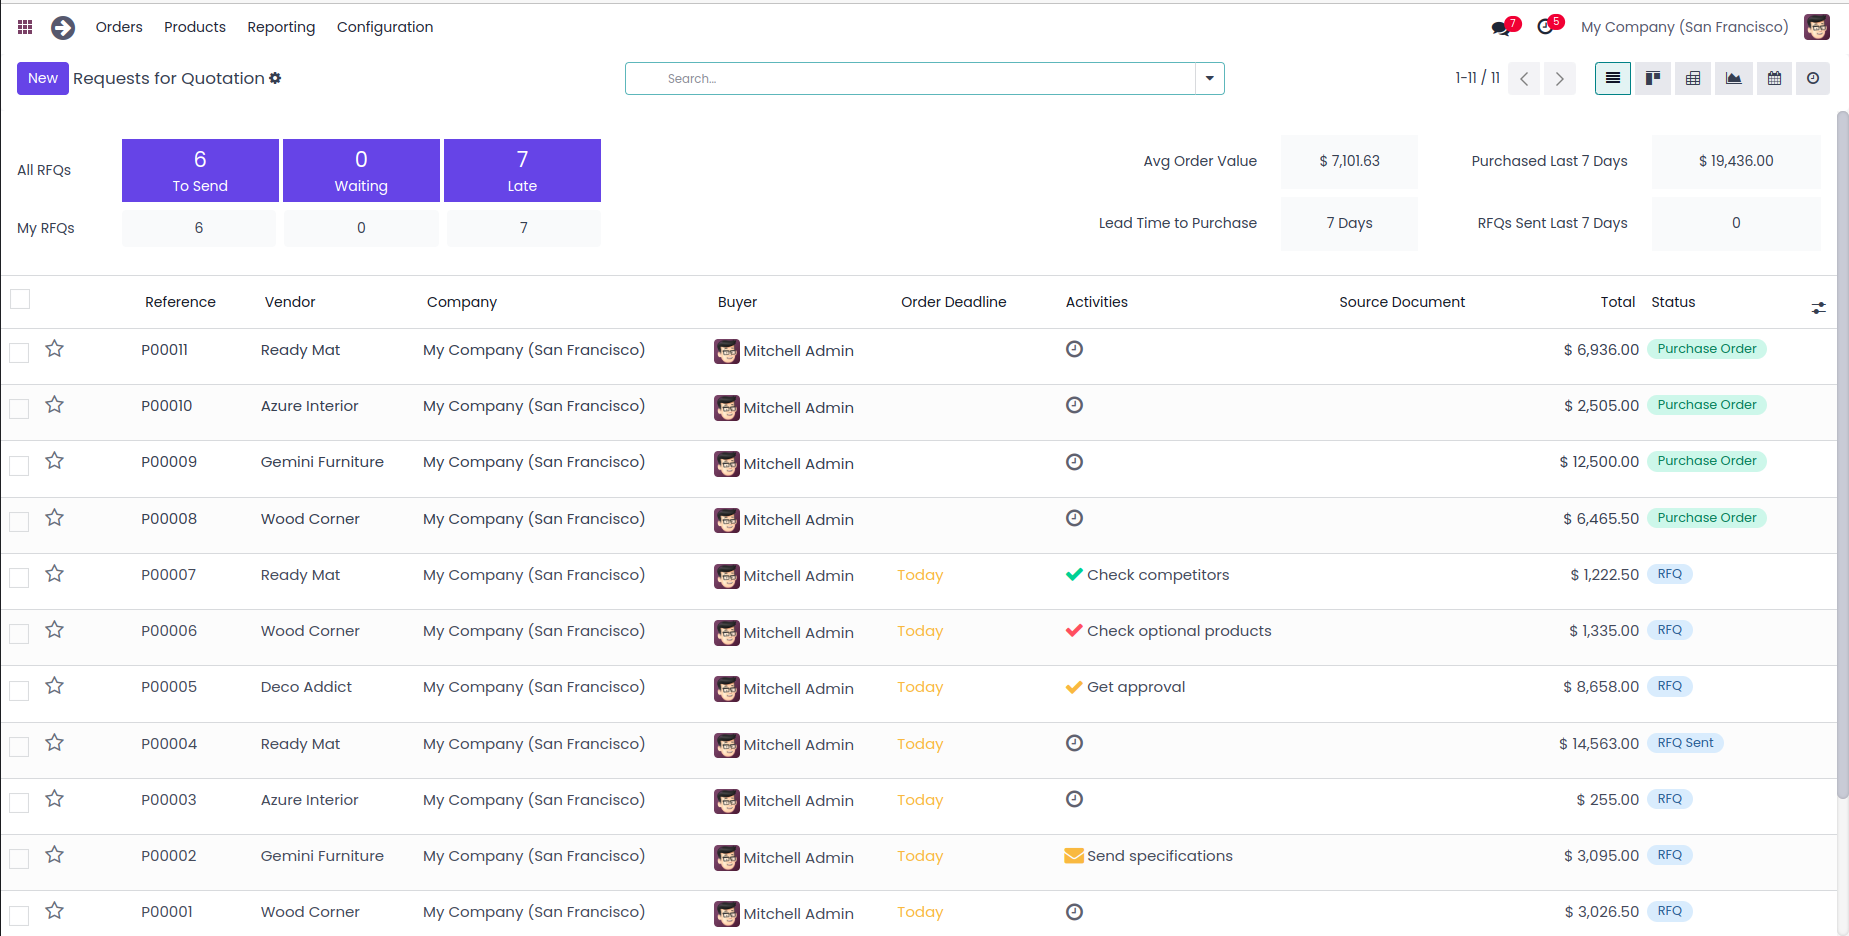 Orders Products Reporting Configuration 7 5 My Company (San Francisco)
New Requests for Quotation Search... 1-11 / 11
All RFQs 6 To Send 0 Waiting 7 Late Avg Order Value $ 7,101.63 Purchased Last 7 Days $ 19,436.00
My RFQs 6 0 7 Lead Time to Purchase 7 Days RFQs Sent Last 7 Days 0
Reference Vendor Company Buyer Order Deadline Activities Source Document Total Status
P00011 Ready Mat My Company (San Francisco) Mitchell Admin $ 6,936.00 Purchase Order
P00010 Azure Interior My Company (San Francisco) Mitchell Admin $ 2,505.00 Purchase Order
P00009 Gemini Furniture My Company (San Francisco) Mitchell Admin $ 12,500.00 Purchase Order
P00008 Wood Corner My Company (San Francisco) Mitchell Admin $ 6,465.50 Purchase Order
P00007 Ready Mat My Company (San Francisco) Mitchell Admin Today Check competitors $ 1,222.50 RFQ
P00006 Wood Corner My Company (San Francisco) Mitchell Admin Today Check optional products $ 1,335.00 RFQ
P00005 Deco Addict My Company (San Francisco) Mitchell Admin Today Get approval $ 8,658.00 RFQ
P00004 Ready Mat My Company (San Francisco) Mitchell Admin Today $ 14,563.00 RFQ Sent
P00003 Azure Interior My Company (San Francisco) Mitchell Admin Today $ 255.00 RFQ
P00002 Gemini Furniture My Company (San Francisco) Mitchell Admin Today Send specifications $ 3,095.00 RFQ
P00001 Wood Corner My Company (San Francisco) Mitchell Admin Today $ 3,026.50 RFQ